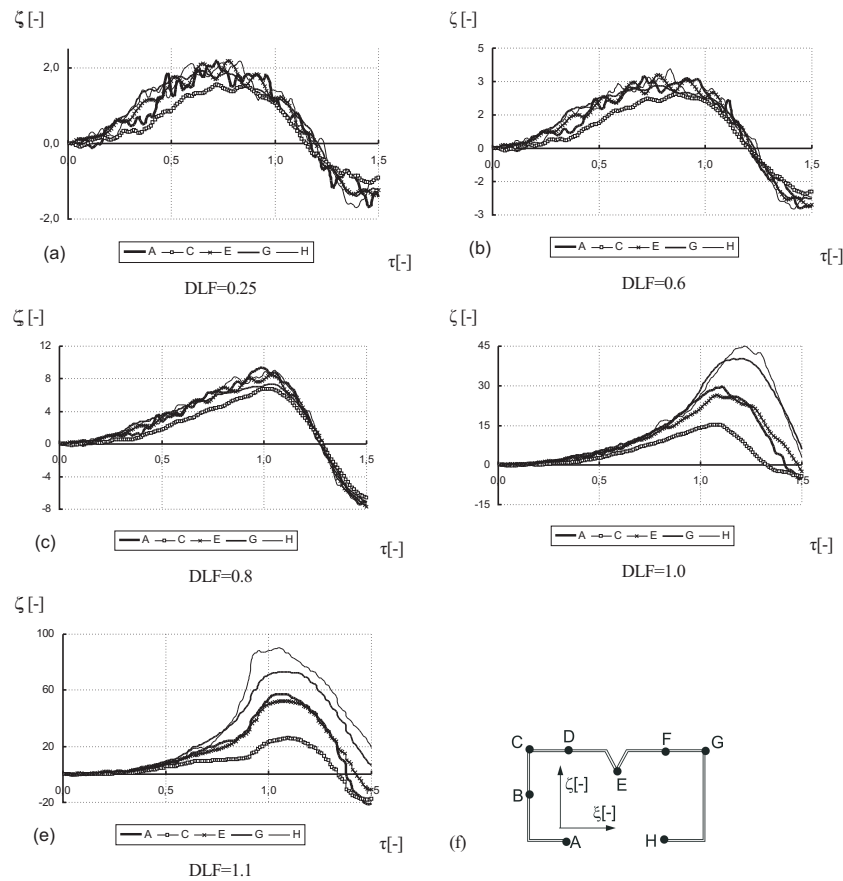 ζ [-]
2,0
0,0
-2,0
0,0 0,5 1,0 1,5
(a)
A C E G H
τ[-]
DLF=0.25
ζ [-]
5
3
2
0
-2
-3
0,0 0,5 1,0 1,5
(b)
A C E G H
τ[-]
DLF=0.6
ζ [-]
12
8
4
0
-4
-8
0,0 0,5 1,0 1,5
(c)
A C E G H
τ[-]
DLF=0.8
ζ [-]
45
30
15
0
-15
0,0 0,5 1,0 1,5
A C E G H
τ[-]
DLF=1.0
ζ [-]
100
60
20
-20
0,0 0,5 1,0 1,5
(e)
A C E G H
τ[-]
DLF=1.1
C D F G
E
B
ζ[-]
ξ[-]
A H
(f)